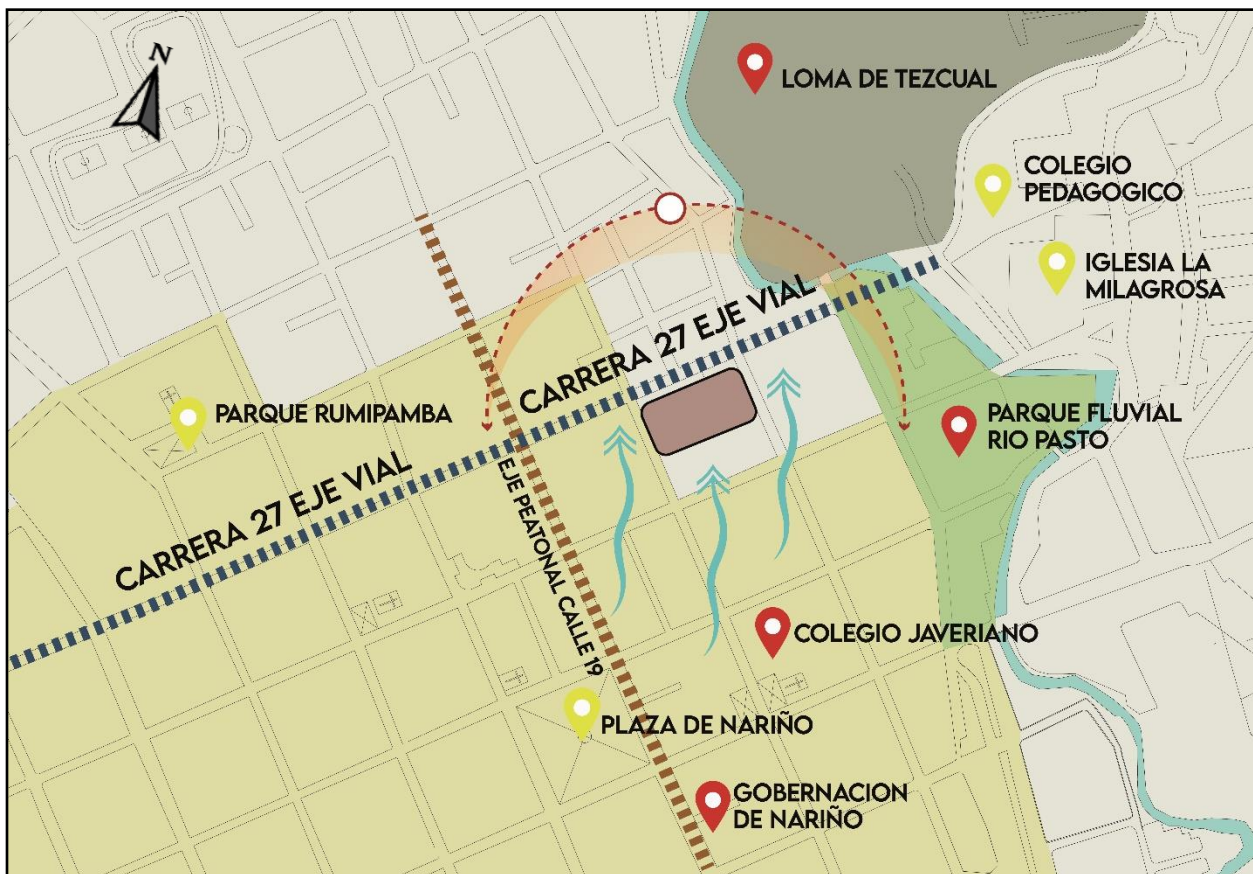 N
LOMA DE TEZCUAL
COLEGIO
PEDAGOGICO
IGLESIA LA
MILAGROSA
CARRERA 27 EJE VIAL
PARQUE RUMIPAMBA
PARQUE FLUVIAL
RIO PASTO
CARRERA 27 EJE VIAL
EJE PEATONAL CALLE 19
COLEGIO JAVERIANO
PLAZA DE NARIÑO
GOBERNACION
DE NARIÑO